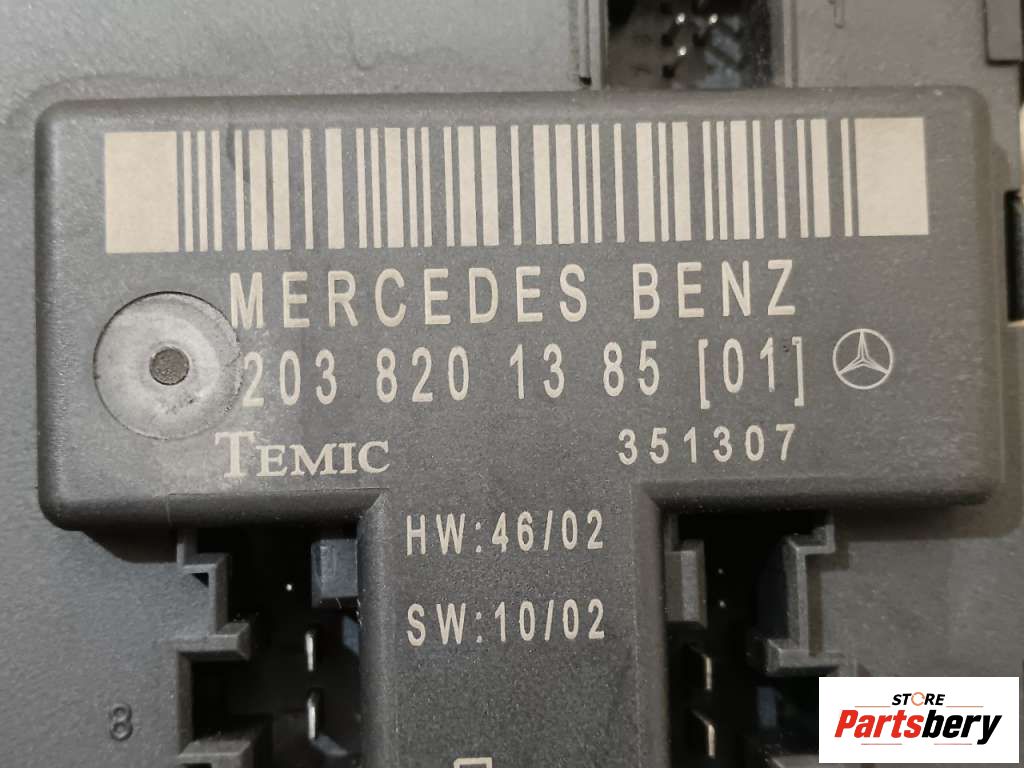 MERCEDES BENZ
203 820 13 85 [01]
TEMIC 351307
HW:46/02
SW:10/02
8
STORE
Partsbery